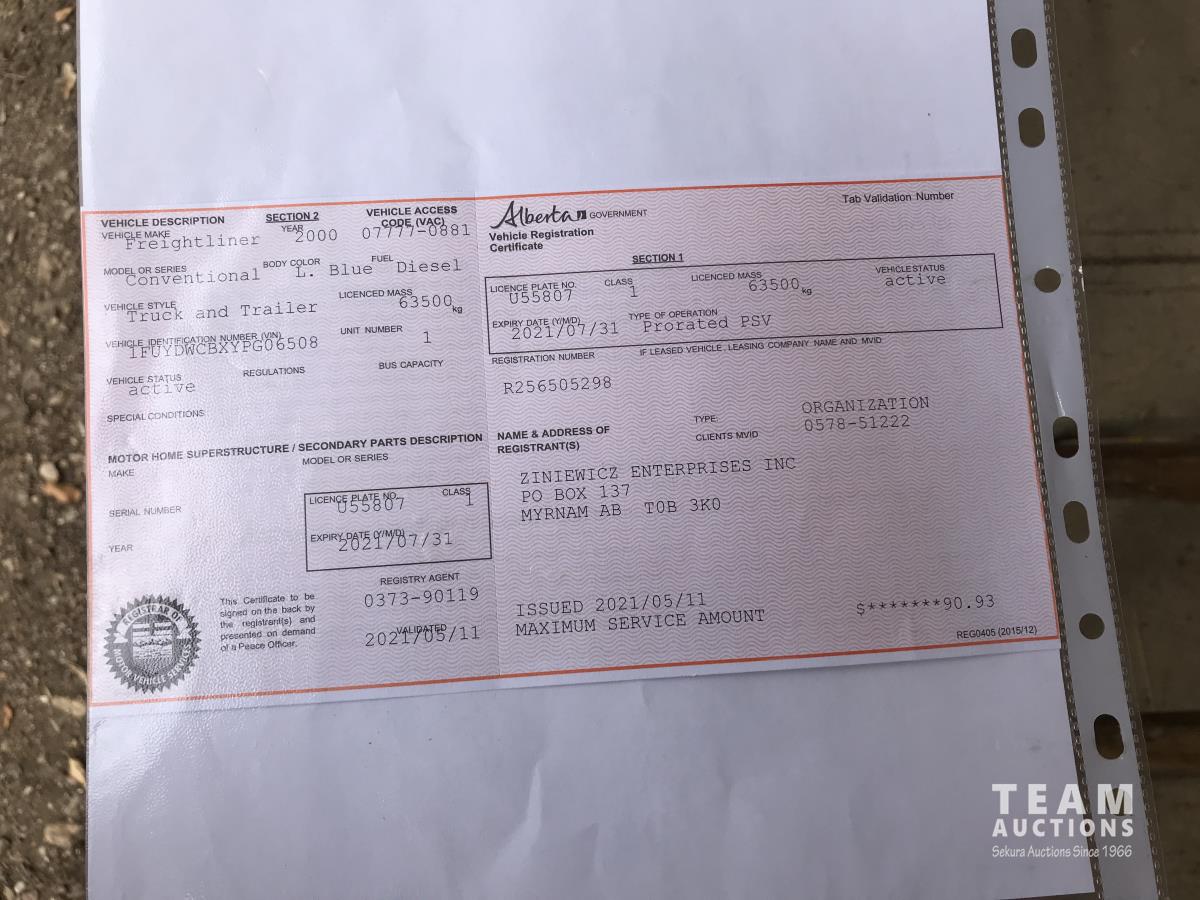 VEHICLE DESCRIPTION SECTION 2 VEHICLE ACCESS CODE (VAC)
VEHICLE MAKE YEAR
Freightliner 2000 07777-0881
MODEL OR SERIES BODY COLOR FUEL
Conventional L. Blue Diesel
VEHICLE STYLE LICENCED MASS
Truck and Trailer 63500 kg
VEHICLE IDENTIFICATION NUMBER (VIN) UNIT NUMBER
1FUYDWCBXYPG06508 1
VEHICLE STATUS REGULATIONS BUS CAPACITY
active
SPECIAL CONDITIONS
MOTOR HOME SUPERSTRUCTURE / SECONDARY PARTS DESCRIPTION
MAKE MODEL OR SERIES
SERIAL NUMBER
LICENCE PLATE NO. CLASS
U55807 1
YEAR
EXPIRY DATE (Y/M/D)
2021/07/31
REGISTRAR OF MOTOR VEHICLE SERVICES
This Certificate to be
signed on the back by
the registrant(s) and
presented on demand
of a Peace Officer.
REGISTRY AGENT
0373-90119
VALIDATED
2021/05/11
Alberta GOVERNMENT
Vehicle Registration
Certificate
Tab Validation Number
SECTION 1
LICENCE PLATE NO. CLASS LICENCED MASS VEHICLE STATUS
U55807 1 63500 kg active
EXPIRY DATE (Y/M/D) TYPE OF OPERATION
2021/07/31 Prorated PSV
REGISTRATION NUMBER IF LEASED VEHICLE, LEASING COMPANY NAME AND MVID
R256505298
TYPE: ORGANIZATION
CLIENTS MVID 0578-51222
NAME & ADDRESS OF
REGISTRANT(S)
ZINIEWICZ ENTERPRISES INC
PO BOX 137
MYRNAM AB T0B 3K0
ISSUED 2021/05/11
MAXIMUM SERVICE AMOUNT $*******90.93
REG0405 (2015/12)
TEAM
AUCTIONS
Sekura Auctions Since 1966